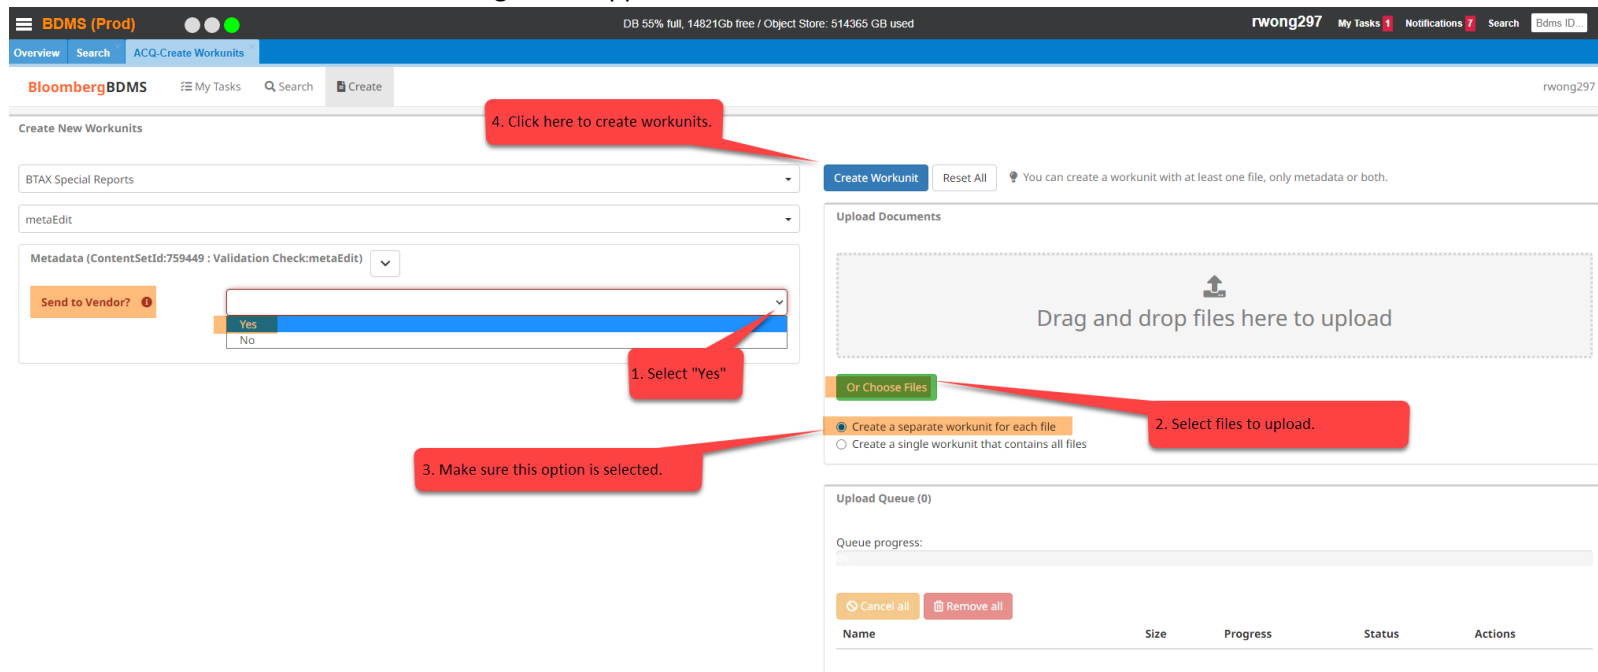 BDMS (Prod)
DB 55% full, 14821Gb free / Object Store: 514365 GB used
rwong297 My Tasks 1 Notifications 7 Search Bdms ID...
Overview Search ACQ-Create Workunits
BloombergBDMS My Tasks Search Create rwong297
4. Click here to create workunits.
Create New Workunits
BTAX Special Reports
Create Workunit Reset All You can create a workunit with at least one file, only metadata or both.
metaEdit
Upload Documents
Metadata (ContentSetId:759449 : Validation Check:metaEdit)
Send to Vendor?
Yes
No
1. Select "Yes"
Drag and drop files here to upload
Or Choose Files
2. Select files to upload.
Create a separate workunit for each file
Create a single workunit that contains all files
3. Make sure this option is selected.
Upload Queue (0)
Queue progress:
Cancel all Remove all
Name Size Progress Status Actions